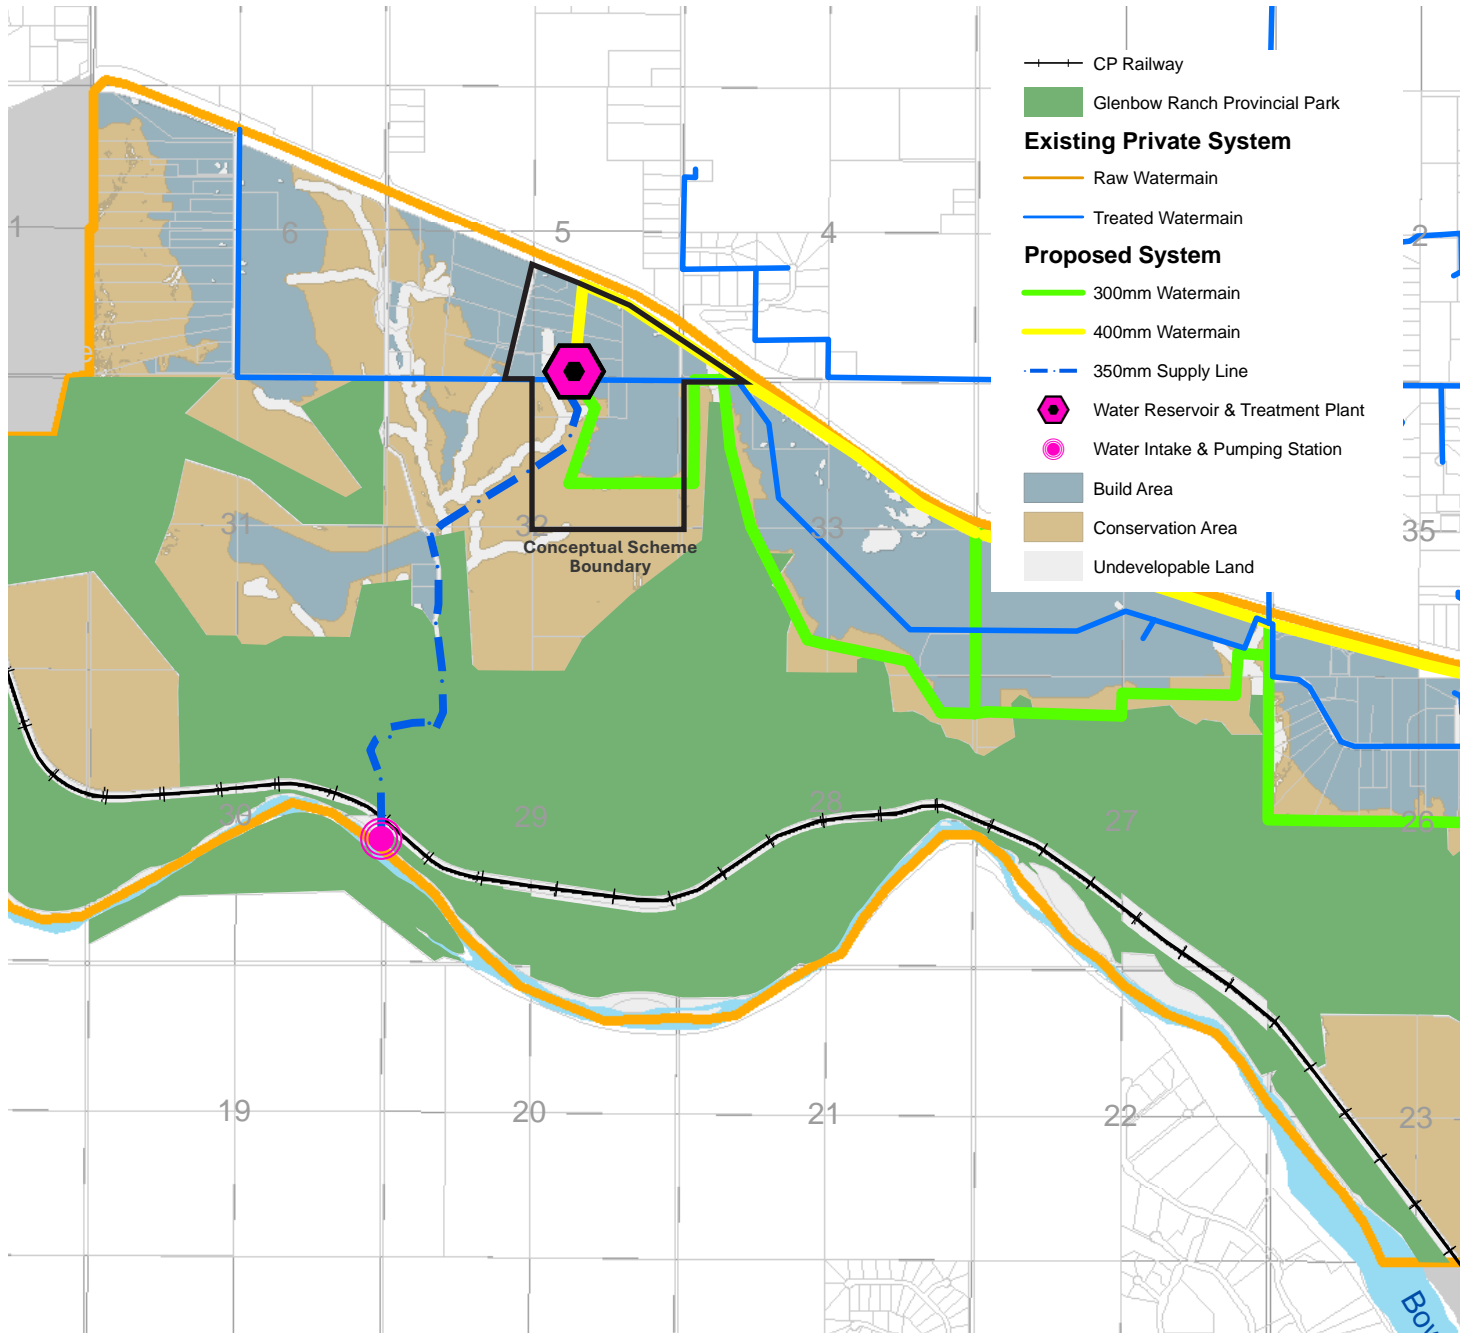 CP Railway
Glenbow Ranch Provincial Park
Existing Private System
Raw Watermain
Treated Watermain
Proposed System
300mm Watermain
400mm Watermain
350mm Supply Line
Water Reservoir & Treatment Plant
Water Intake & Pumping Station
Build Area
Conservation Area
Undevelopable Land
1
6
5
4
2
e
31
32
33
35
Conceptual Scheme
Boundary
30
29
28
27
26
19
20
21
22
23
Bow